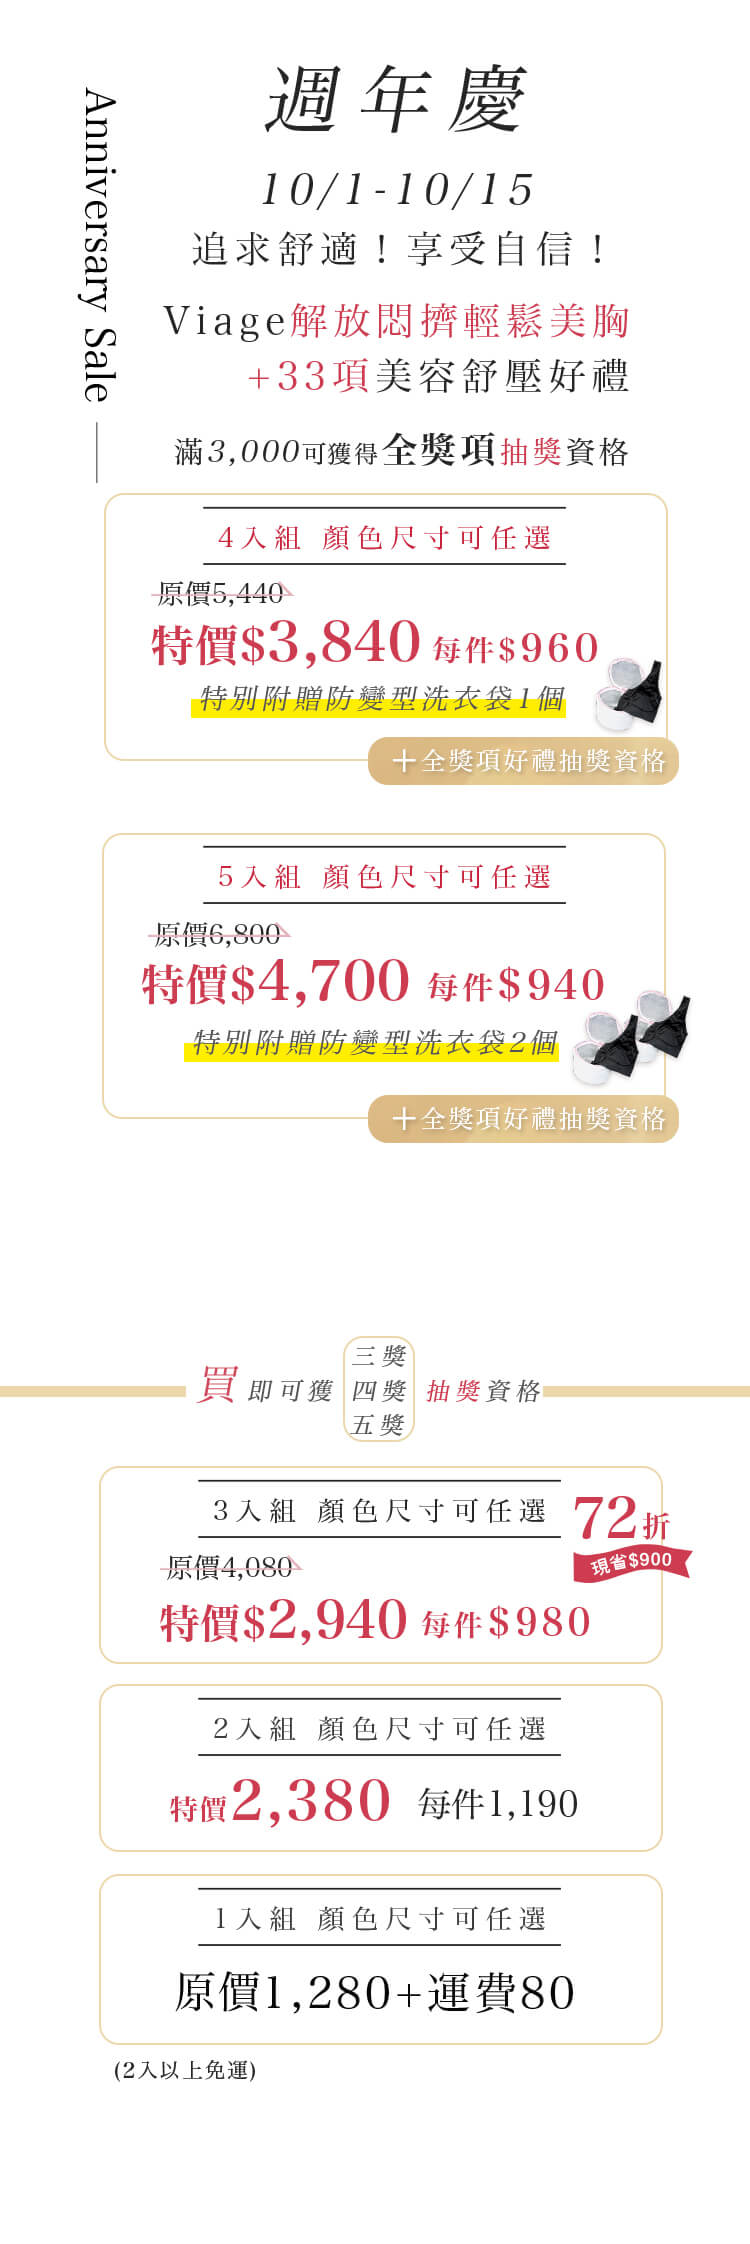 週年慶
Anniversary Sale
10/1-10/15
追求舒適！享受自信！
Viage解放悶擠輕鬆美胸
+33項美容舒壓好禮
滿3,000可獲得全獎項抽獎資格
4入組 顏色尺寸可任選
原價5,440
特價$3,840 每件$960
特別附贈防變型洗衣袋1個
＋全獎項好禮抽獎資格
5入組 顏色尺寸可任選
原價6,800
特價$4,700 每件$940
特別附贈防變型洗衣袋2個
＋全獎項好禮抽獎資格
三獎
買即可獲 四獎 抽獎資格
五獎
3入組 顏色尺寸可任選
72折
現省$900
原價4,080
特價$2,940 每件$980
2入組 顏色尺寸可任選
特價2,380 每件1,190
1入組 顏色尺寸可任選
原價1,280+運費80
(2入以上免運)